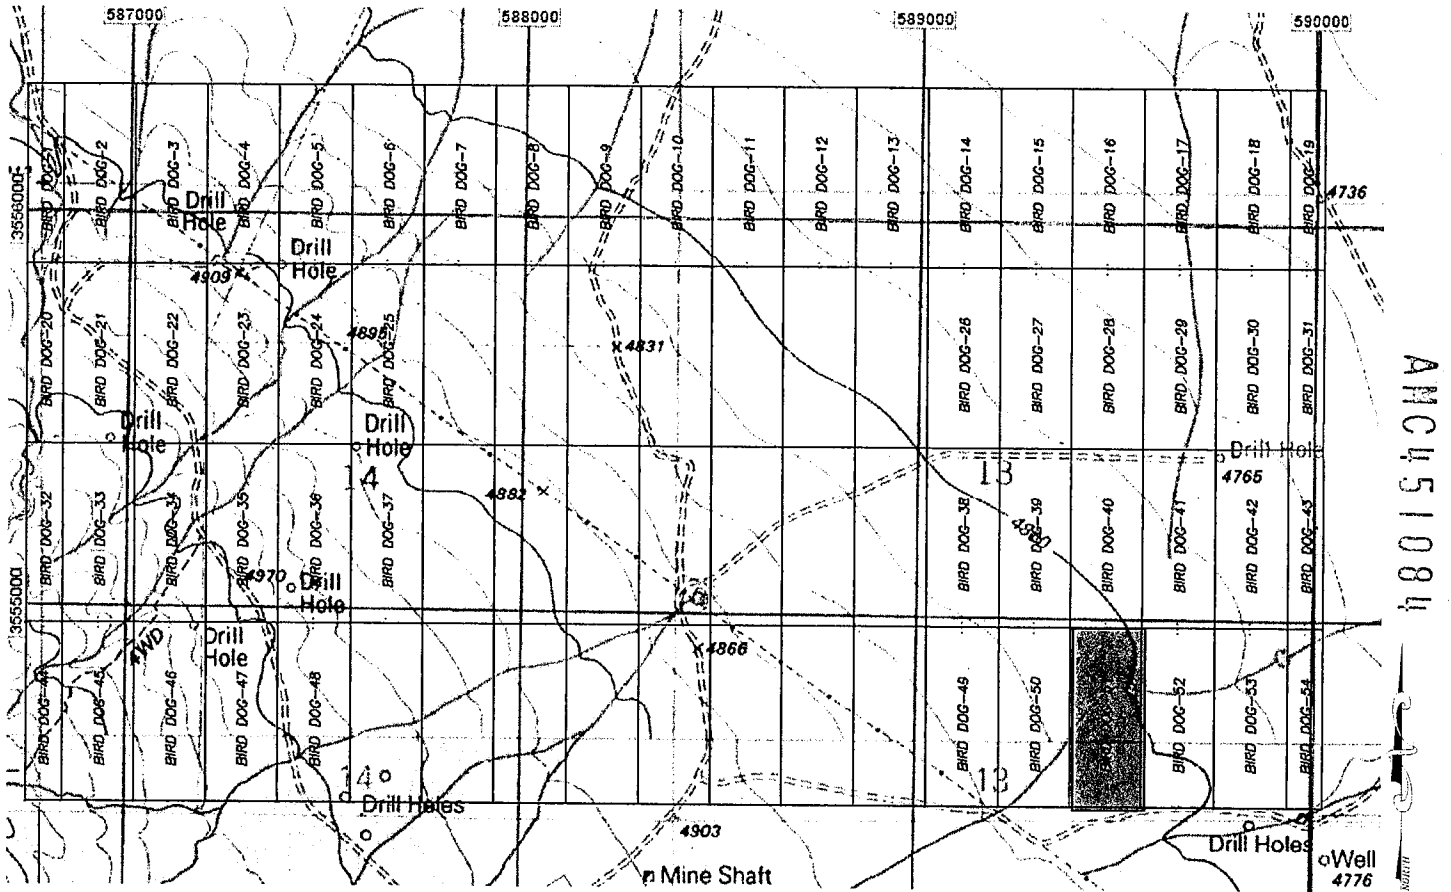 587000
588000
589000
590000
3556000
BIRD DOG-1
BIRD DOG-2
BIRD DOG-3
BIRD DOG-4
BIRD DOG-5
BIRD DOG-6
BIRD DOG-7
BIRD DOG-8
BIRD DOG-9
BIRD DOG-10
BIRD DOG-11
BIRD DOG-12
BIRD DOG-13
BIRD DOG-14
BIRD DOG-15
BIRD DOG-16
BIRD DOG-17
BIRD DOG-18
BIRD DOG-19
4736
Drill
Hole
4909
Drill
Hole
BIRD DOG-20
BIRD DOG-21
BIRD DOG-22
BIRD DOG-23
BIRD DOG-24
BIRD DOG-25
4895
4831
BIRD DOG-26
BIRD DOG-27
BIRD DOG-28
BIRD DOG-29
BIRD DOG-30
BIRD DOG-31
AMC451084
Drill
Hole
Drill
Hole
14
4882
13
Drill Hole
4765
BIRD DOG-32
BIRD DOG-33
BIRD DOG-34
BIRD DOG-35
BIRD DOG-36
BIRD DOG-37
BIRD DOG-38
BIRD DOG-39
BIRD DOG-40
BIRD DOG-41
BIRD DOG-42
BIRD DOG-43
3555000
4970
Drill
Hole
Drill
Hole
4866
BIRD DOG-44
BIRD DOG-45
BIRD DOG-46
BIRD DOG-47
BIRD DOG-48
BIRD DOG-49
BIRD DOG-50
BIRD DOG-52
BIRD DOG-53
BIRD DOG-54
14
13
Drill Holes
4903
Mine Shaft
Drill Holes
Well
4776